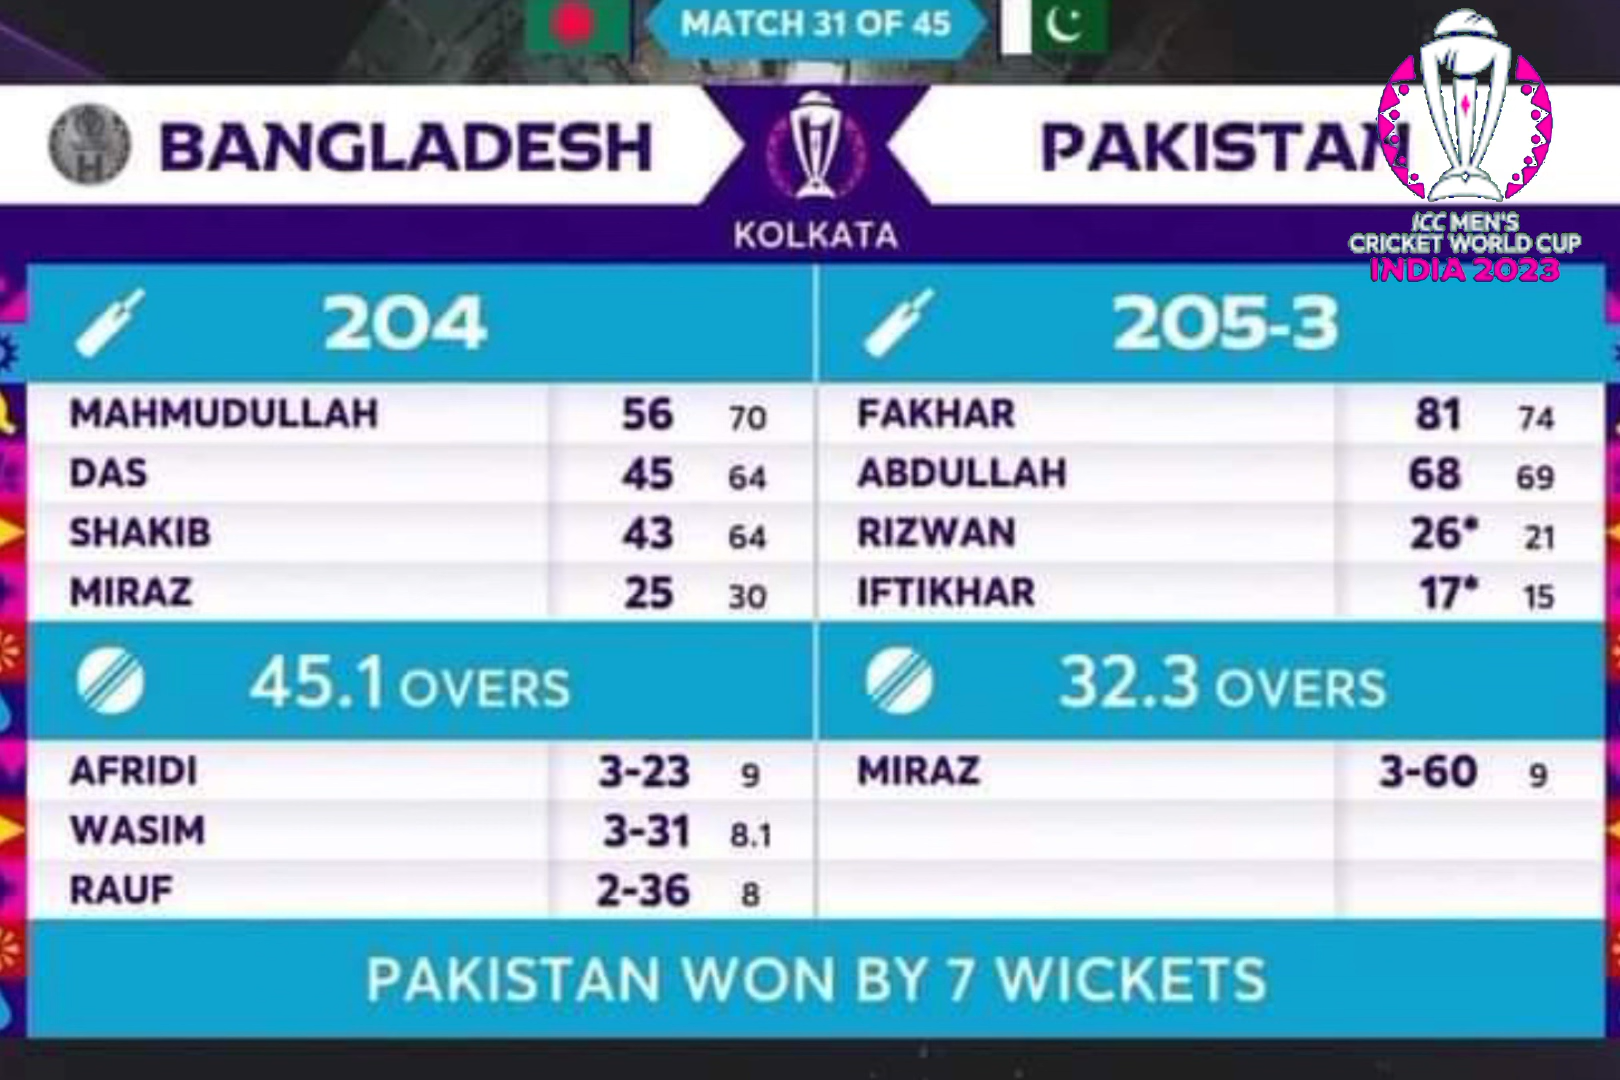 MATCH 31 OF 45
BANGLADESH
PAKISTAN
ICC MEN'S
CRICKET WORLD CUP
INDIA 2023
KOLKATA
204
205-3
MAHMUDULLAH 56 70
FAKHAR 81 74
DAS 45 64
ABDULLAH 68 69
SHAKIB 43 64
RIZWAN 26* 21
MIRAZ 25 30
IFTIKHAR 17* 15
45.1 OVERS
32.3 OVERS
AFRIDI 3-23 9
MIRAZ 3-60 9
WASIM 3-31 8.1
RAUF 2-36 8
PAKISTAN WON BY 7 WICKETS